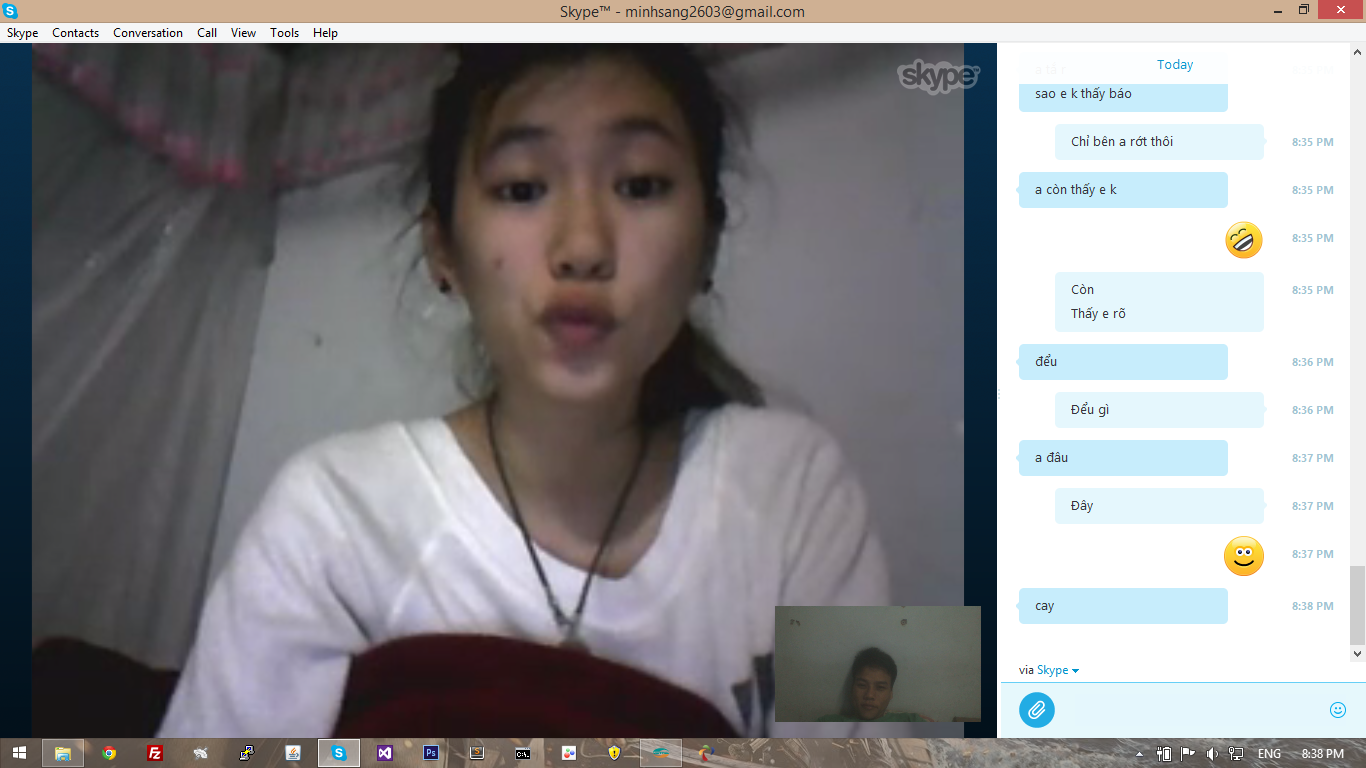 Skype™ - minhsang2603@gmail.com
Skype Contacts Conversation Call View Tools Help
skype™
Today
sao e k thấy báo
Chỉ bên a rớt thôi 8:35 PM
a còn thấy e k 8:35 PM
8:35 PM
Còn 8:35 PM
Thấy e rõ
đểu 8:36 PM
Đểu gì 8:36 PM
a đâu 8:37 PM
Đây 8:37 PM
8:37 PM
cay 8:38 PM
via Skype
ENG 8:38 PM